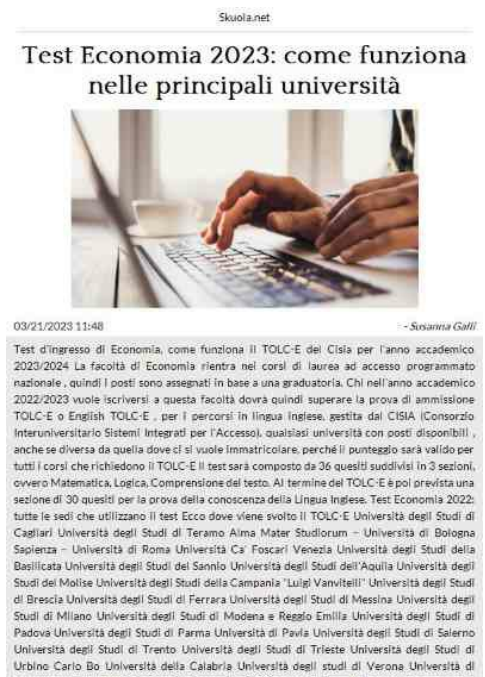 Skuola.net
Test Economia 2023: come funziona
nelle principali università
03/21/2023 11:48
- Susanna Galli
Test d'ingresso di Economia, come funziona il TOLC-E del Cisia per l'anno accademico
2023/2024 La facoltà di Economia rientra nei corsi di laurea ad accesso programmato
nazionale , quindi i posti sono assegnati in base a una graduatoria. Chi nell'anno accademico
2022/2023 vuole iscriversi a questa facoltà dovrà quindi superare la prova di ammissione
TOLC-E o English TOLC-E , per i percorsi in lingua inglese, gestita dal CISIA (Consorzio
Interuniversitario Sistemi Integrati per l'Accesso), qualsiasi università con posti disponibili ,
anche se diversa da quella dove ci si vuole immatricolare, perché il punteggio sarà valido per
tutti i corsi che richiedono il TOLC-E Il test sarà composto da 36 quesiti suddivisi in 3 sezioni,
ovvero Matematica, Logica, Comprensione del testo. Al termine del TOLC-E è poi prevista una
sezione di 30 quesiti per la prova della conoscenza della Lingua Inglese. Test Economia 2022:
tutte le sedi che utilizzano il test Ecco dove viene svolto il TOLC-E Università degli Studi di
Cagliari Università degli Studi di Teramo Alma Mater Studiorum – Università di Bologna
Sapienza – Università di Roma Università Ca' Foscari Venezia Università degli Studi della
Basilicata Università degli Studi del Sannio Università degli Studi dell'Aquila Università degli
Studi del Molise Università degli Studi della Campania "Luigi Vanvitelli" Università degli Studi
di Brescia Università degli Studi di Ferrara Università degli Studi di Messina Università degli
Studi di Milano Università degli Studi di Modena e Reggio Emilia Università degli Studi di
Padova Università degli Studi di Parma Università di Pavia Università degli Studi di Salerno
Università degli Studi di Trento Università degli Studi di Trieste Università degli Studi di
Urbino Carlo Bo Università della Calabria Università degli studi di Verona Università di